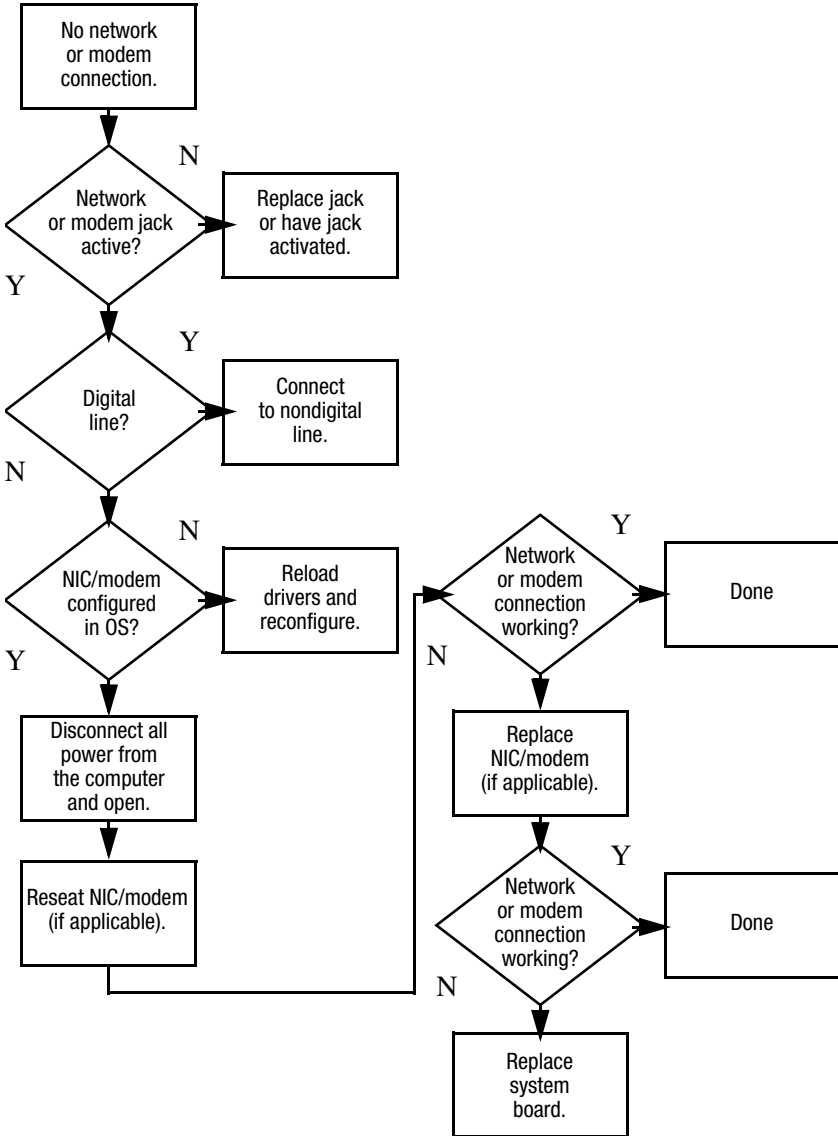 No network
or modem
connection.
N
Network
or modem jack
active?
Replace jack
or have jack
activated.
Y
Y
Digital
line?
Connect
to nondigital
line.
N
N
NIC/modem
configured
in OS?
Reload
drivers and
reconfigure.
Y
Disconnect all
power from
the computer
and open.
Reseat NIC/modem
(if applicable).
Y
Network
or modem
connection
working?
Done
N
Replace
NIC/modem
(if applicable).
Y
Network
or modem
connection
working?
Done
N
Replace
system
board.